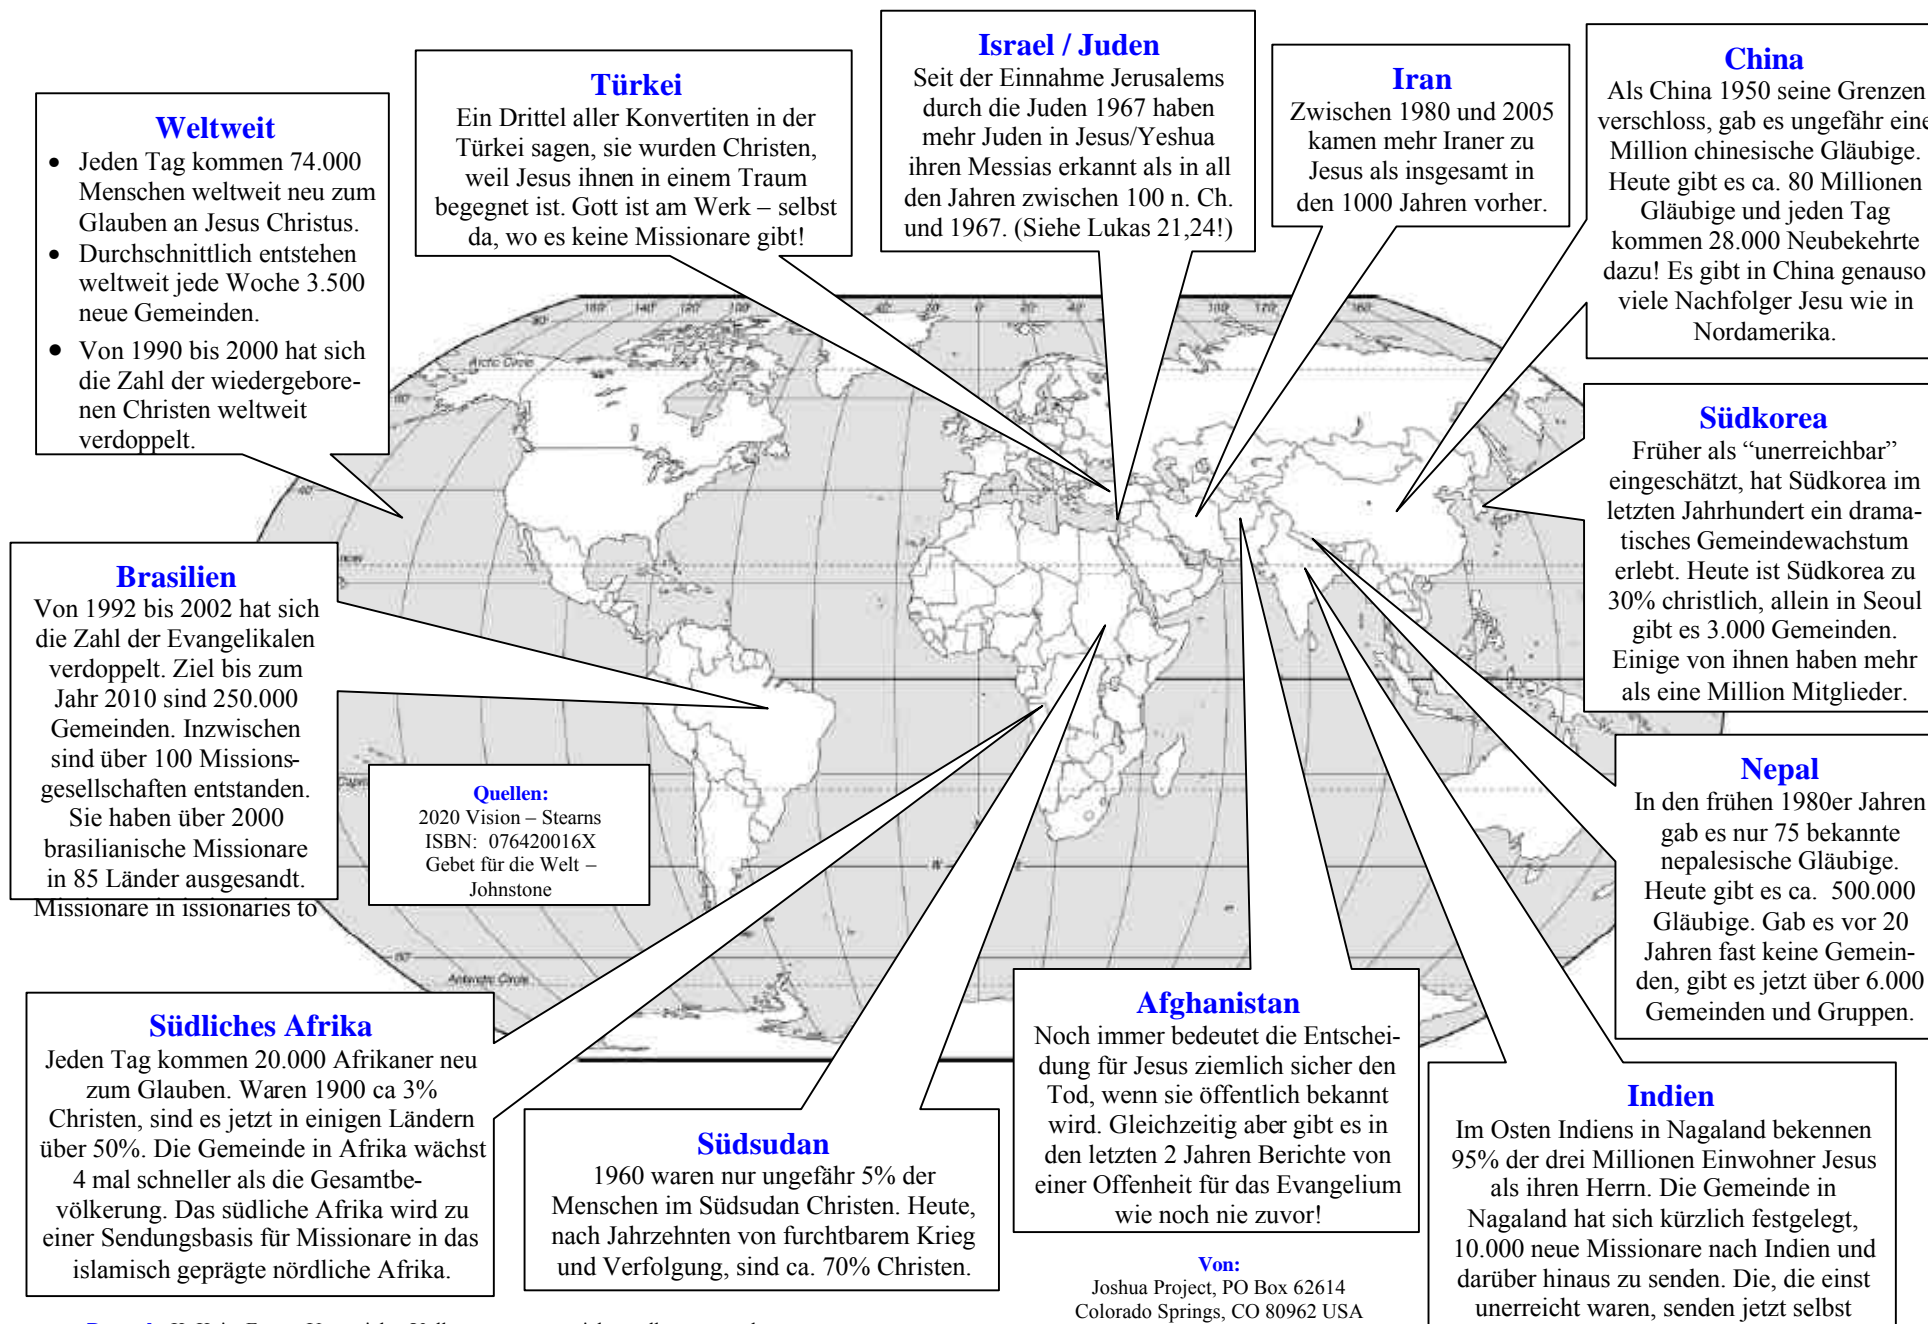 Weltweit
• Jeden Tag kommen 74.000
Menschen weltweit neu zum
Glauben an Jesus Christus.
• Durchschnittlich entstehen
weltweit jede Woche 3.500
neue Gemeinden.
• Von 1990 bis 2000 hat sich
die Zahl der wiedergebore-
nen Christen weltweit
verdoppelt.
Türkei
Ein Drittel aller Konvertiten in der
Türkei sagen, sie wurden Christen,
weil Jesus ihnen in einem Traum
begegnet ist. Gott ist am Werk – selbst
da, wo es keine Missionare gibt!
Israel / Juden
Seit der Einnahme Jerusalems
durch die Juden 1967 haben
mehr Juden in Jesus/Yeshua
ihren Messias erkannt als in all
den Jahren zwischen 100 n. Ch.
und 1967. (Siehe Lukas 21,24!)
Iran
Zwischen 1980 und 2005
kamen mehr Iraner zu
Jesus als insgesamt in
den 1000 Jahren vorher.
China
Als China 1950 seine Grenzen
verschloss, gab es ungefähr eine
Million chinesische Gläubige.
Heute gibt es ca. 80 Millionen
Gläubige und jeden Tag
kommen 28.000 Neubekehrte
dazu! Es gibt in China genauso
viele Nachfolger Jesu wie in
Nordamerika.
Südkorea
Früher als “unerreichbar”
eingeschätzt, hat Südkorea im
letzten Jahrhundert ein drama-
tisches Gemeindewachstum
erlebt. Heute ist Südkorea zu
30% christlich, allein in Seoul
gibt es 3.000 Gemeinden.
Einige von ihnen haben mehr
als eine Million Mitglieder.
Arctic Circle
Brasilien
Von 1992 bis 2002 hat sich
die Zahl der Evangelikalen
verdoppelt. Ziel bis zum
Jahr 2010 sind 250.000
Gemeinden. Inzwischen
sind über 100 Missions-
gesellschaften entstanden.
Sie haben über 2000
brasilianische Missionare
in 85 Länder ausgesandt.
Missionare in issionaries to
Quellen:
2020 Vision – Stearns
ISBN: 076420016X
Gebet für die Welt –
Johnstone
Nepal
In den frühen 1980er Jahren
gab es nur 75 bekannte
nepalesische Gläubige.
Heute gibt es ca. 500.000
Gläubige. Gab es vor 20
Jahren fast keine Gemein-
den, gibt es jetzt über 6.000
Gemeinden und Gruppen.
Antarctic Circle
Südliches Afrika
Jeden Tag kommen 20.000 Afrikaner neu
zum Glauben. Waren 1900 ca 3%
Christen, sind es jetzt in einigen Ländern
über 50%. Die Gemeinde in Afrika wächst
4 mal schneller als die Gesamtbe-
völkerung. Das südliche Afrika wird zu
einer Sendungsbasis für Missionare in das
islamisch geprägte nördliche Afrika.
Südsudan
1960 waren nur ungefähr 5% der
Menschen im Südsudan Christen. Heute,
nach Jahrzehnten von furchtbarem Krieg
und Verfolgung, sind ca. 70% Christen.
Afghanistan
Noch immer bedeutet die Entschei-
dung für Jesus ziemlich sicher den
Tod, wenn sie öffentlich bekannt
wird. Gleichzeitig aber gibt es in
den letzten 2 Jahren Berichte von
einer Offenheit für das Evangelium
wie noch nie zuvor!
Von:
Joshua Project, PO Box 62614
Colorado Springs, CO 80962 USA
Indien
Im Osten Indiens in Nagaland bekennen
95% der drei Millionen Einwohner Jesus
als ihren Herrn. Die Gemeinde in
Nagaland hat sich kürzlich festgelegt,
10.000 neue Missionare nach Indien und
darüber hinaus zu senden. Die, die einst
unerreicht waren, senden jetzt selbst